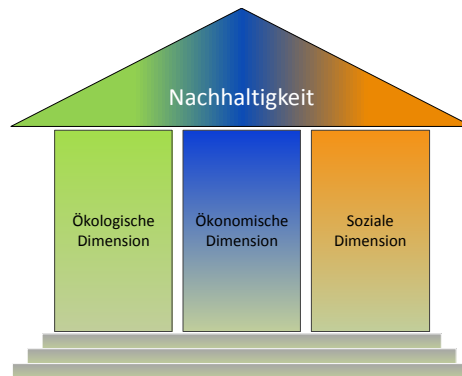 Nachhaltigkeit
Ökologische
Dimension
Ökonomische
Dimension
Soziale
Dimension